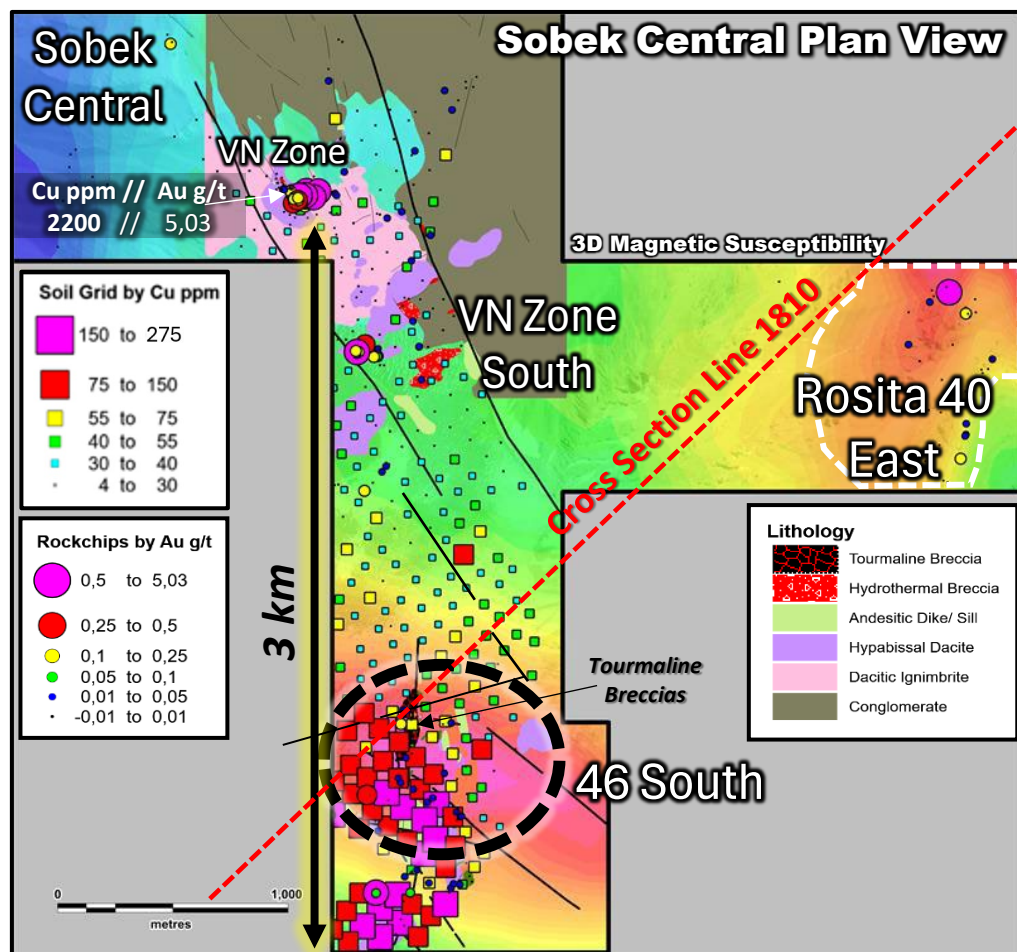 Sobek Central Plan View
Sobek
Central
VN Zone
Cu ppm // Au g/t
2200 // 5,03
3D Magnetic Susceptibility
Soil Grid by Cu ppm
150 to 275
75 to 150
55 to 75
40 to 55
30 to 40
4 to 30
VN Zone
South
Cross Section Line 1810
Rosita 40
East
Rockchips by Au g/t
0,5 to 5,03
0,25 to 0,5
0,1 to 0,25
0,05 to 0,1
0,01 to 0,05
-0,01 to 0,01
3 km
Lithology
Tourmaline Breccia
Hydrothermal Breccia
Andesitic Dike/ Sill
Hypabissal Dacite
Dacitic Ignimbrite
Conglomerate
Tourmaline
Breccias
46 South
0 1,000
metres